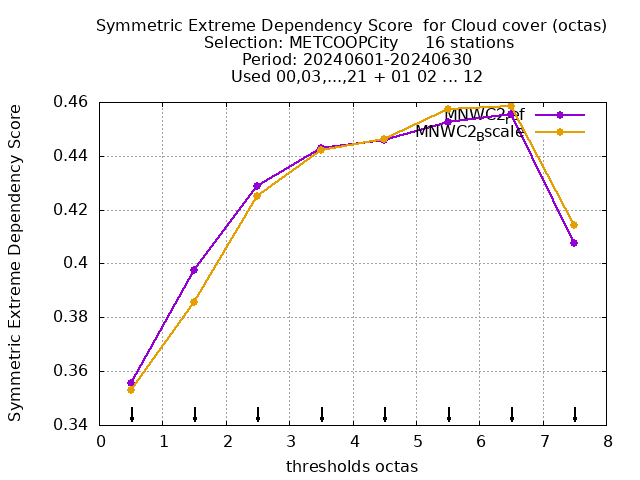 Symmetric Extreme Dependency Score  for Cloud cover (octas)
Selection: METCOOPCity     16 stations
Period: 20240601-20240630
Used 00,03,...,21 + 01 02 ... 12
Symmetric Extreme Dependency Score
0.46
0.44
0.42
0.4
0.38
0.36
0.34
MNWC2_Bscale
0 1 2 3 4 5 6 7 8
thresholds octas